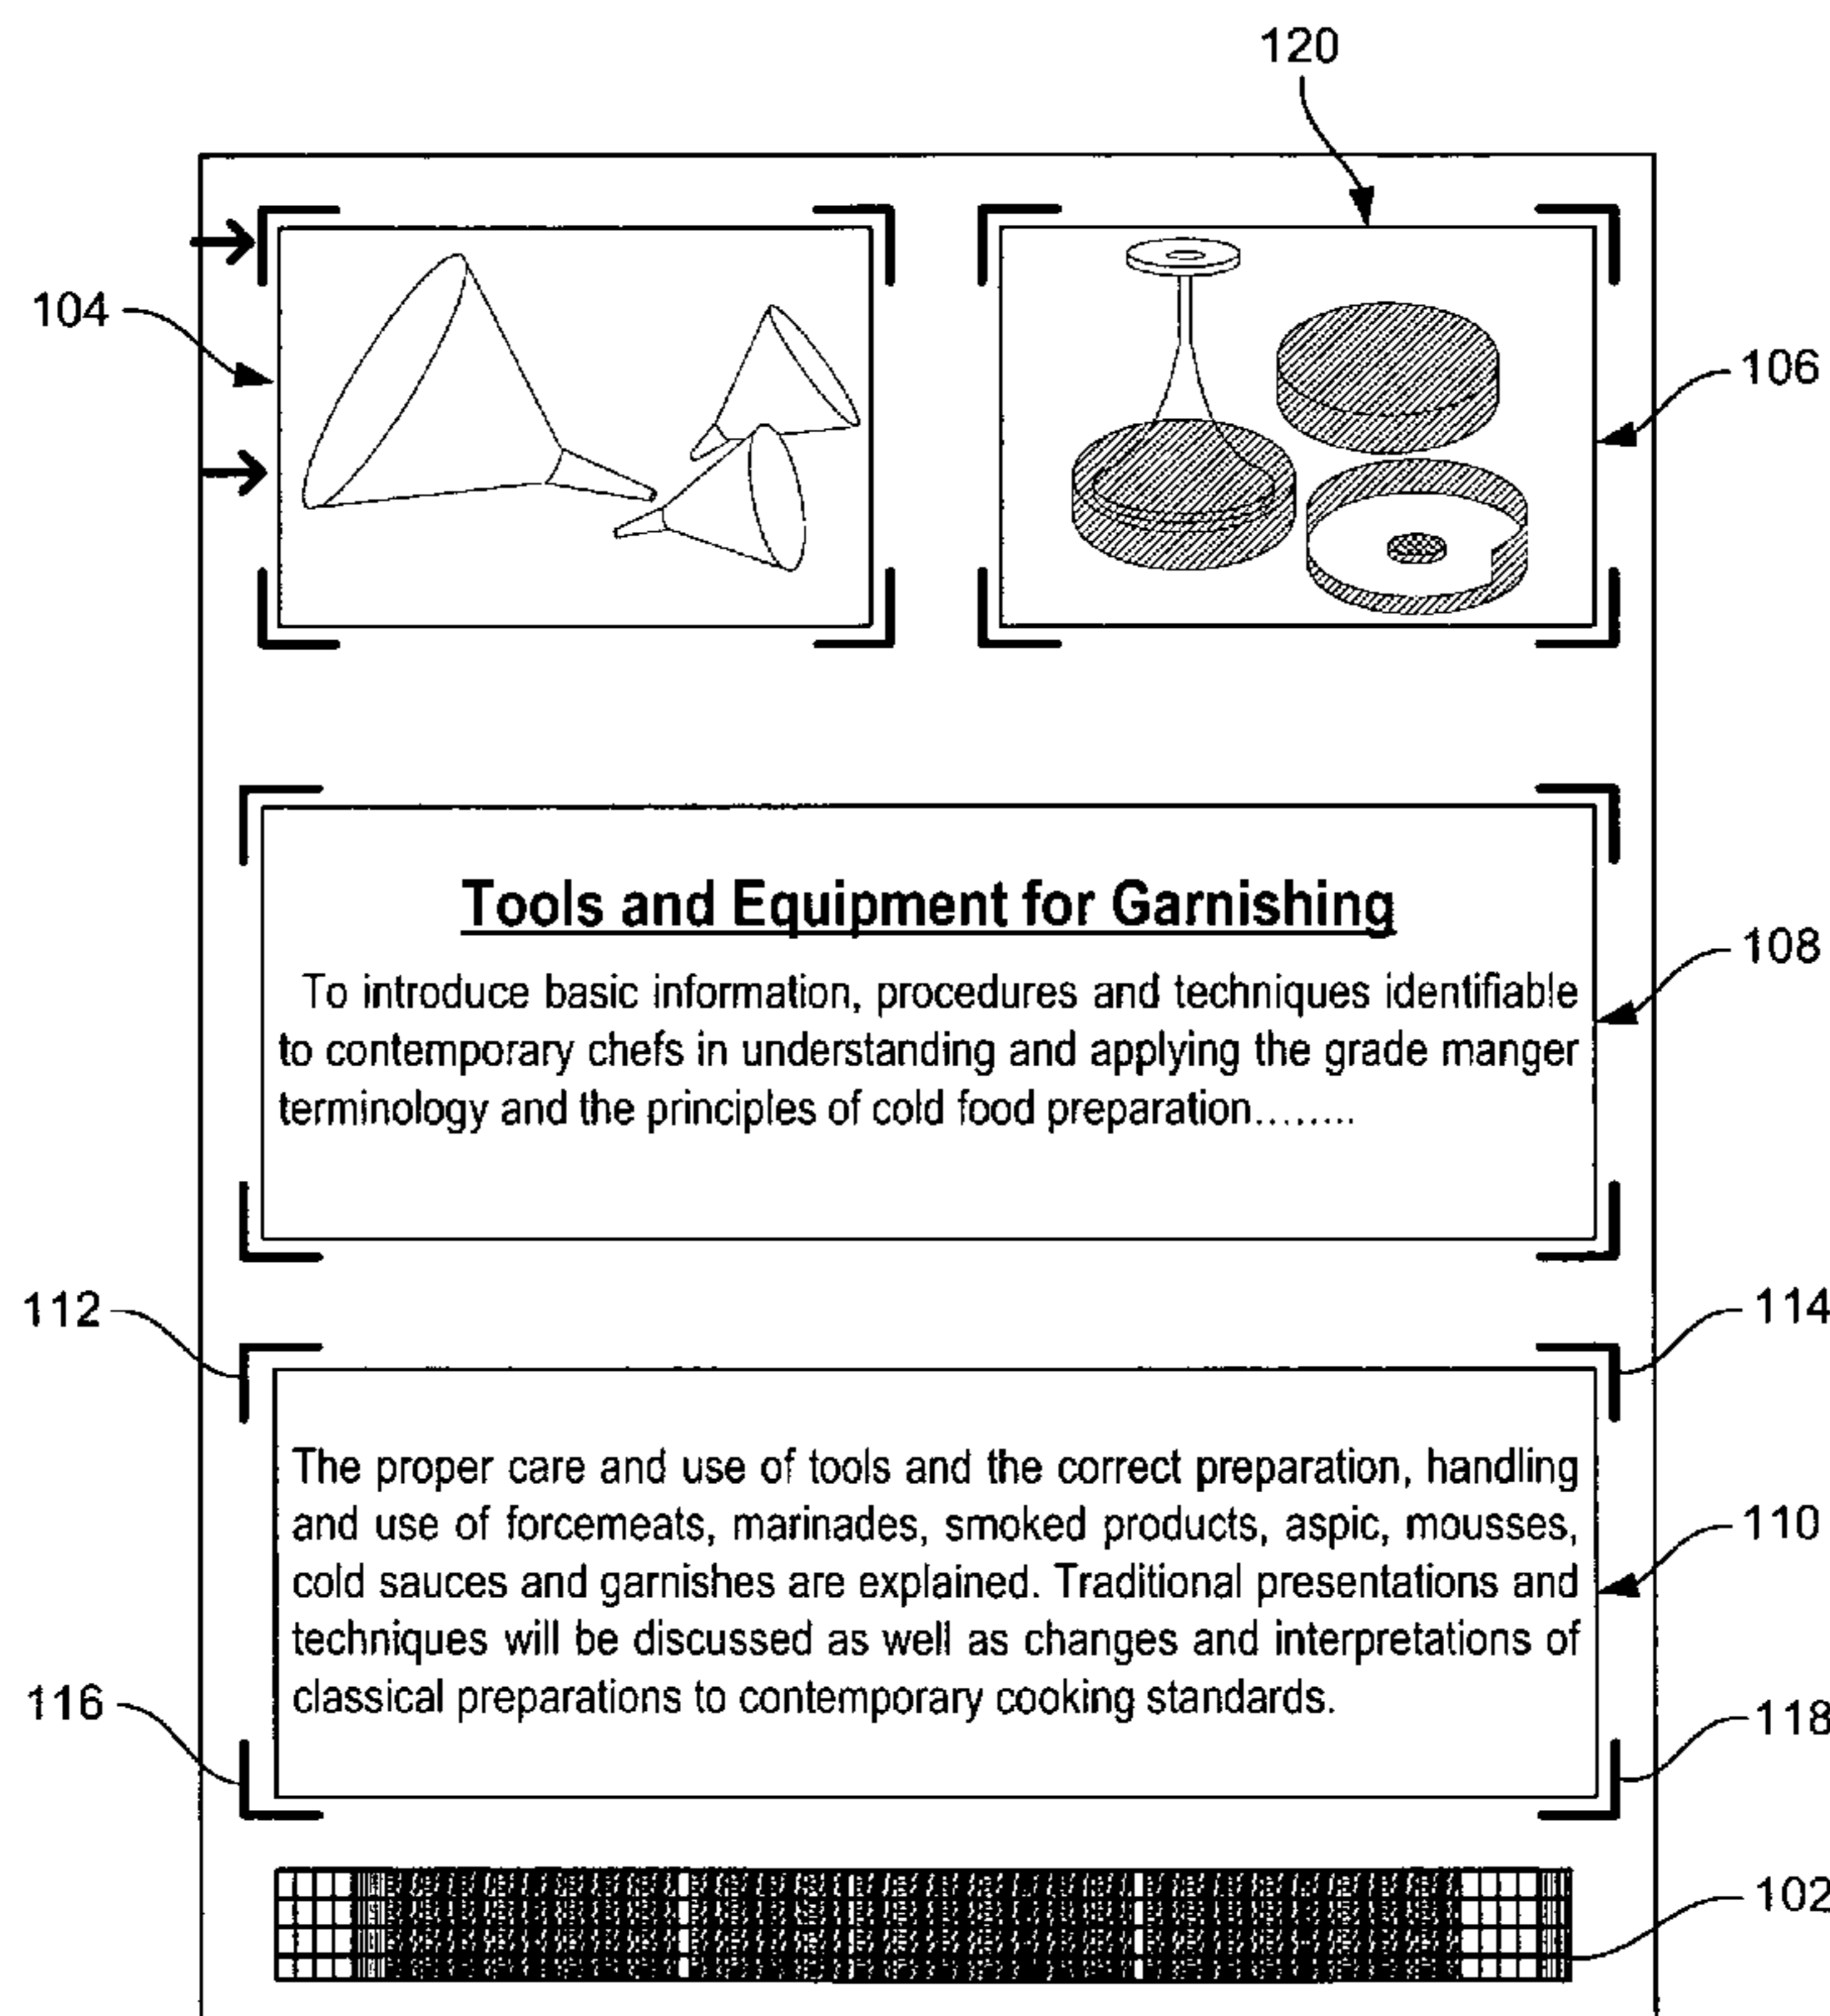 120
104
106
Tools and Equipment for Garnishing
To introduce basic information, procedures and techniques identifiable
to contemporary chefs in understanding and applying the grade manger
terminology and the principles of cold food preparation........
108
112
114
The proper care and use of tools and the correct preparation, handling
and use of forcemeats, marinades, smoked products, aspic, mousses,
cold sauces and garnishes are explained. Traditional presentations and
techniques will be discussed as well as changes and interpretations of
classical preparations to contemporary cooking standards.
110
116
118
102